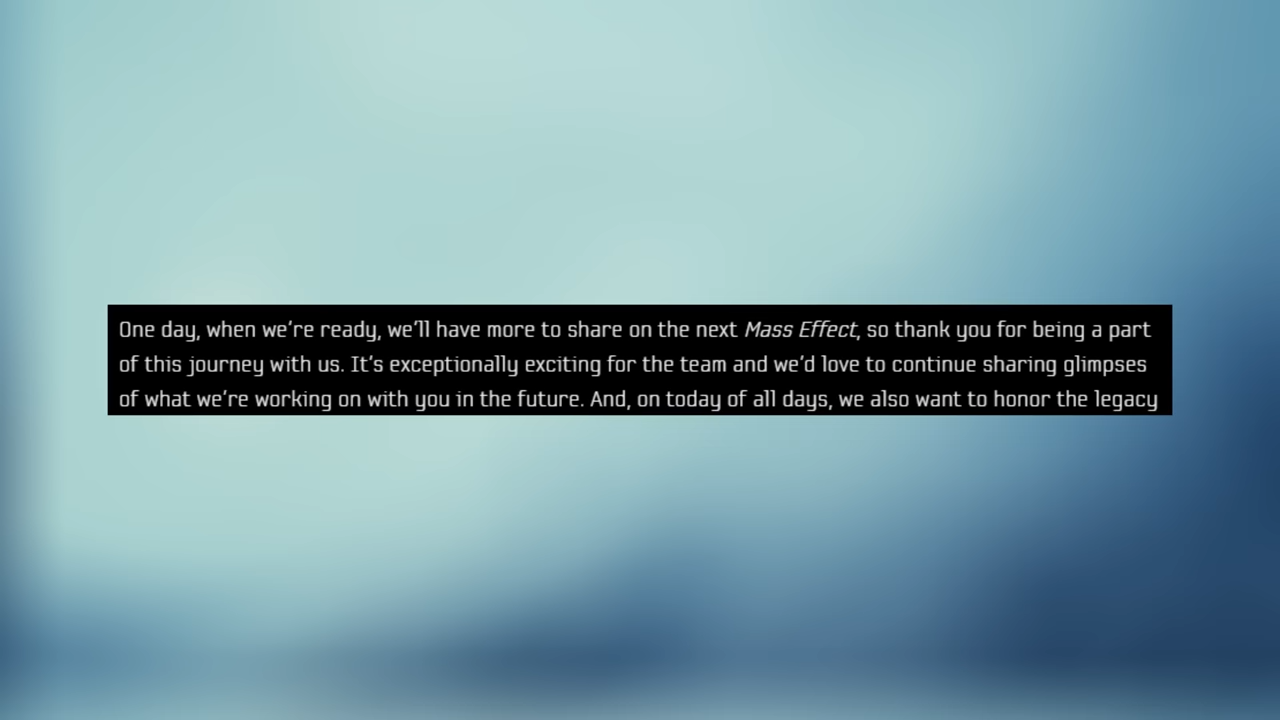 One day, when we’re ready, we’ll have more to share on the next Mass Effect, so thank you for being a part
of this journey with us. It’s exceptionally exciting for the team and we’d love to continue sharing glimpses
of what we’re working on with you in the future. And, on today of all days, we also want to honor the legacy